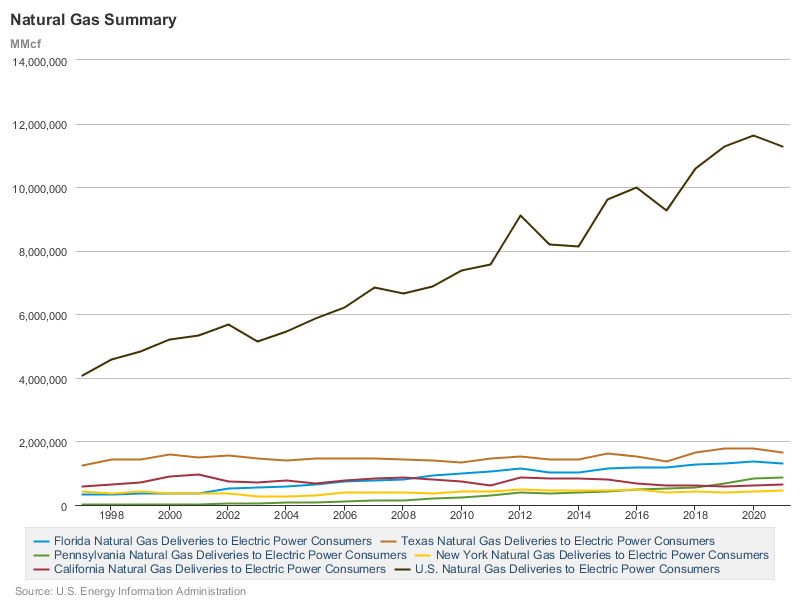 Natural Gas Summary
MMcf
14,000,000
12,000,000
10,000,000
8,000,000
6,000,000
4,000,000
2,000,000
0
1998 2000 2002 2004 2006 2008 2010 2012 2014 2016 2018 2020
Florida Natural Gas Deliveries to Electric Power Consumers Texas Natural Gas Deliveries to Electric Power Consumers
Pennsylvania Natural Gas Deliveries to Electric Power Consumers New York Natural Gas Deliveries to Electric Power Consumers
California Natural Gas Deliveries to Electric Power Consumers U.S. Natural Gas Deliveries to Electric Power Consumers
Source: U.S. Energy Information Administration